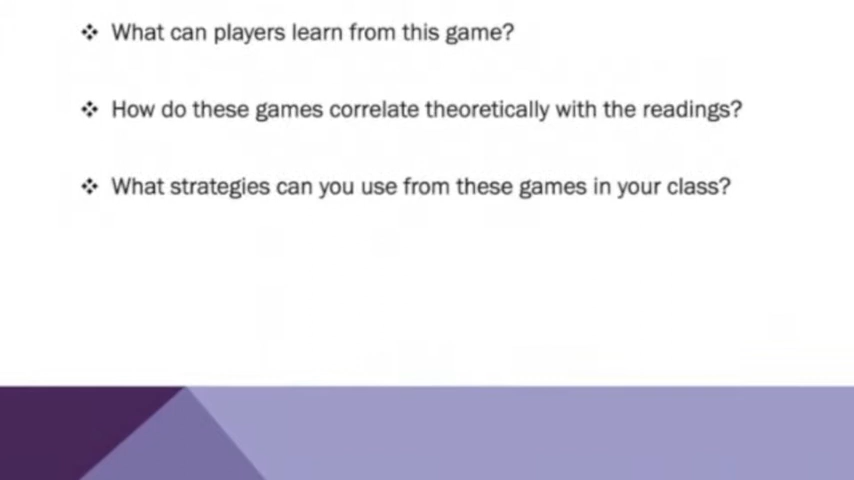 ❖ What can players learn from this game?
❖ How do these games correlate theoretically with the readings?
❖ What strategies can you use from these games in your class?